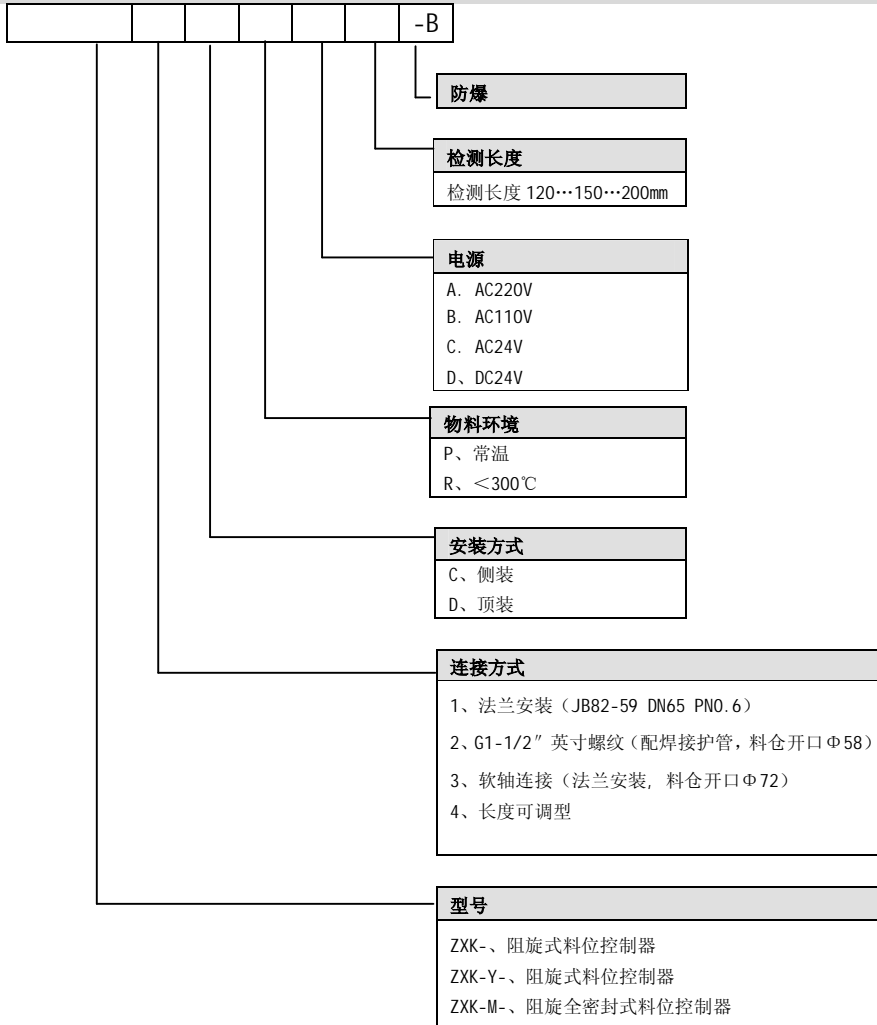 -B
防爆
检测长度
检测长度 120…150…200mm
电源
A. AC220V
B. AC110V
C. AC24V
D、DC24V
物料环境
P、常温
R、＜300℃
安装方式
C、侧装
D、顶装
连接方式
1、法兰安装（JB82-59 DN65 PN0.6）
2、G1-1/2″英寸螺纹（配焊接护管，料仓开口Φ58）
3、软轴连接（法兰安装, 料仓开口Φ72）
4、长度可调型
型号
ZXK-、阻旋式料位控制器
ZXK-Y-、阻旋式料位控制器
ZXK-M-、阻旋全密封式料位控制器